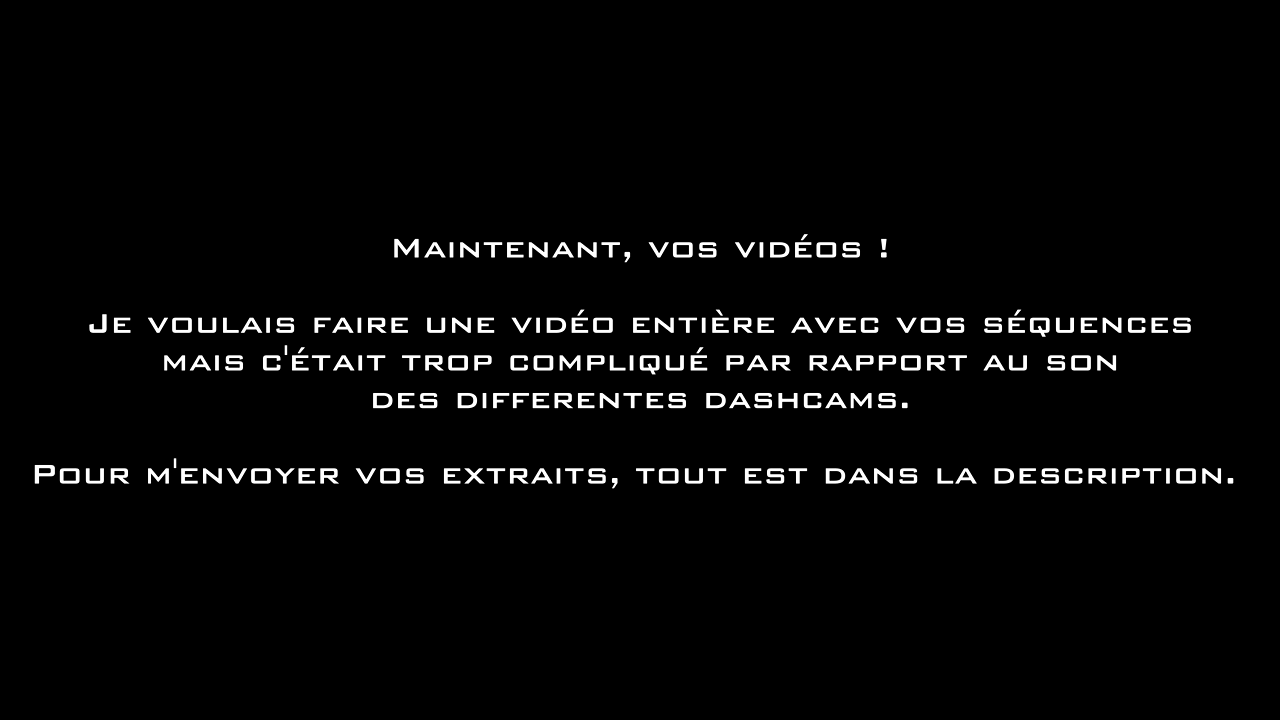 Maintenant, vos vidéos !
Je voulais faire une vidéo entière avec vos séquences
mais c'était trop compliqué par rapport au son
des differentes dashcams.
Pour m'envoyer vos extraits, tout est dans la description.